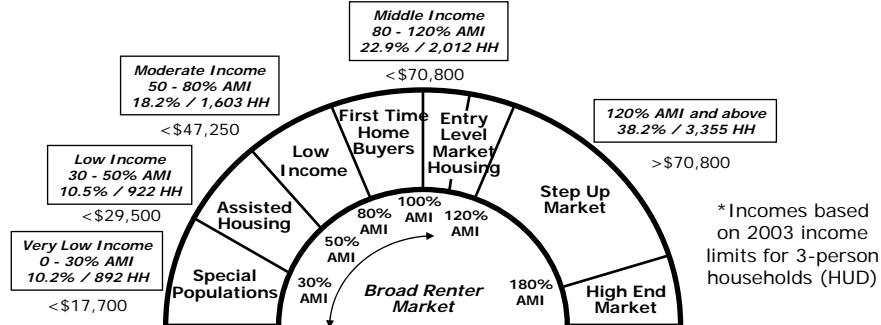 Middle Income
80 - 120% AMI
22.9% / 2,012 HH
<$70,800
Moderate Income
50 - 80% AMI
18.2% / 1,603 HH
<$47,250
120% AMI and above
38.2% / 3,355 HH
>$70,800
Low Income
30 - 50% AMI
10.5% / 922 HH
<$29,500
Very Low Income
0 - 30% AMI
10.2% / 892 HH
<$17,700
Special
Populations
Assisted
Housing
Low
Income
First Time
Home
Buyers
Entry
Level
Market
Housing
Step Up
Market
High End
Market
30%
AMI
50%
AMI
80%
AMI
100%
AMI
120%
AMI
180%
AMI
Broad Renter
Market
*Incomes based
on 2003 income
limits for 3-person
households (HUD)